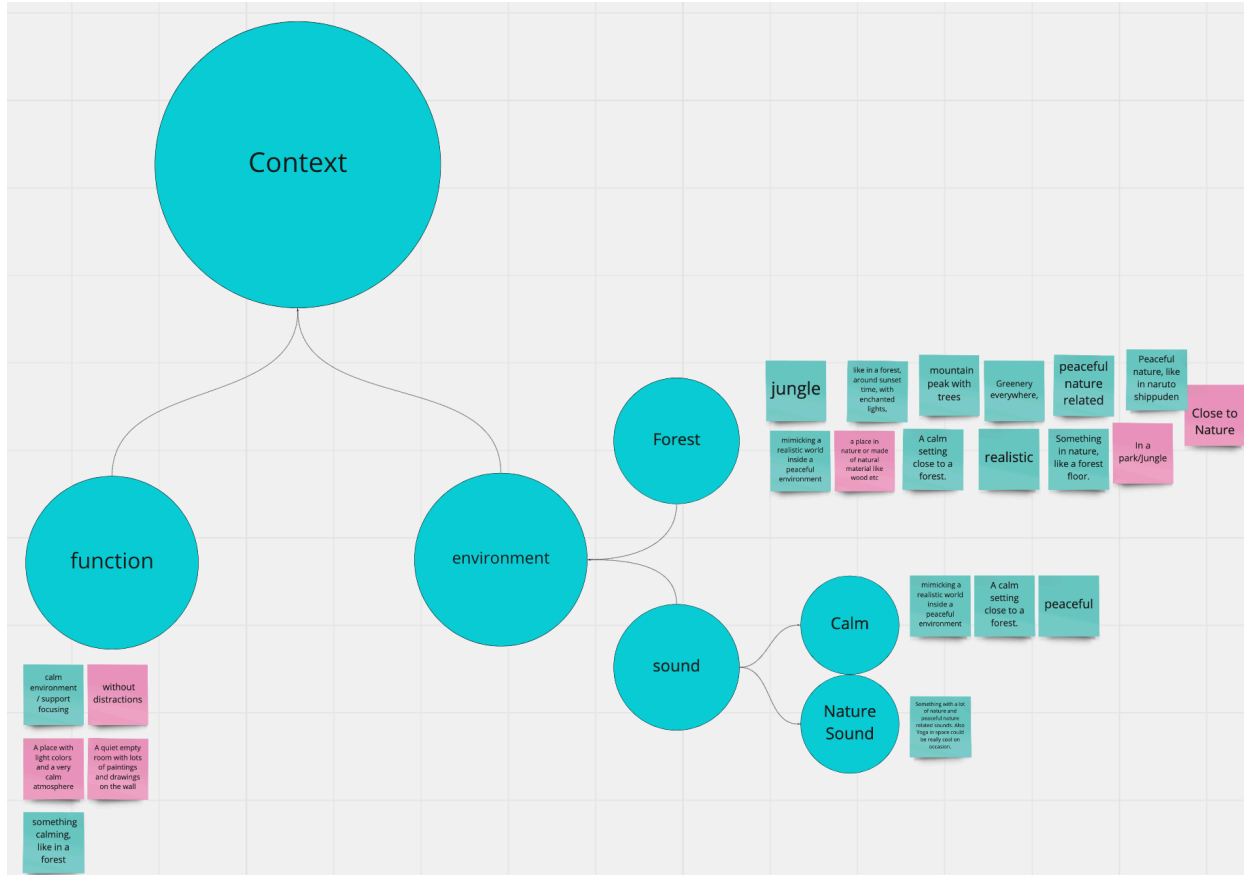 Context
function
environment
Forest
sound
Calm
Nature
Sound
jungle
like in a forest,
around sunset
time, with
enchanted
lights,
mountain
peak with
trees
Greenery
everywhere,
peaceful
nature
related
Peaceful
nature, like
in naruto
shippuden
Close to
Nature
mimicking a
realistic world
inside a
peaceful
environment
a place in
nature or made
of natural
material like
wood etc
A calm
setting
close to a
forest.
realistic
Something
in nature,
like a forest
floor.
In a
park/Jungle
mimicking a
realistic world
inside a
peaceful
environment
A calm
setting
close to a
forest.
peaceful
Something with a lot
of nature and
peaceful nature
related sounds. Also
Yoga in space could
be really cool on
occasion.
calm
environment
/ support
focusing
without
distractions
A place with
light colors
and a very
calm
atmosphere
A quiet empty
room with lots
of paintings
and drawings
on the wall
something
calming,
like in a
forest